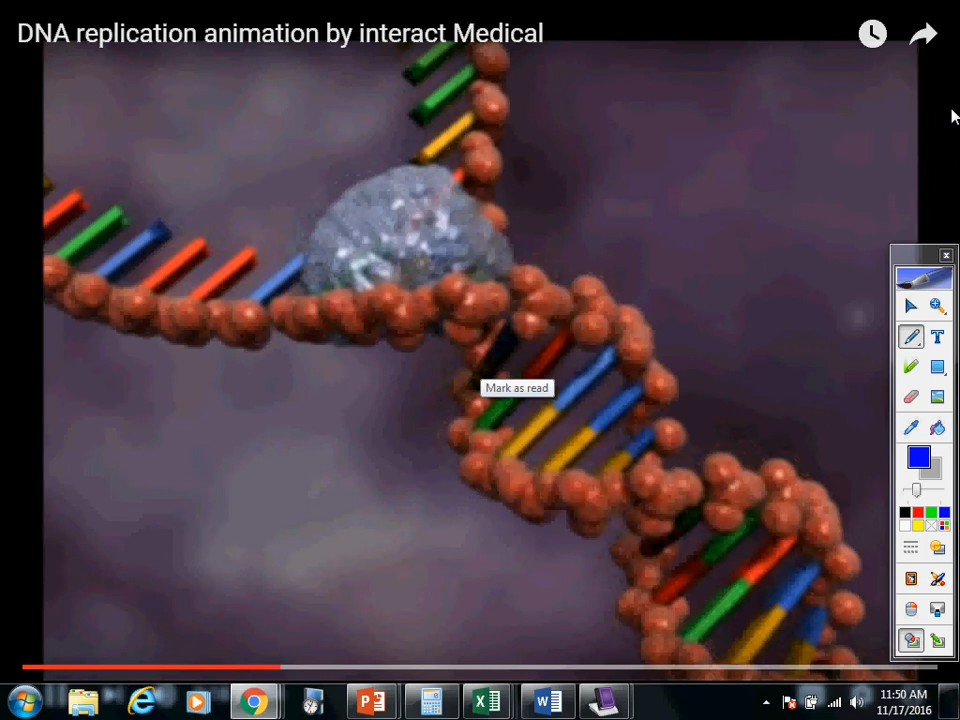 DNA replication animation by interact Medical
Mark as read
11:50 AM
11/17/2016